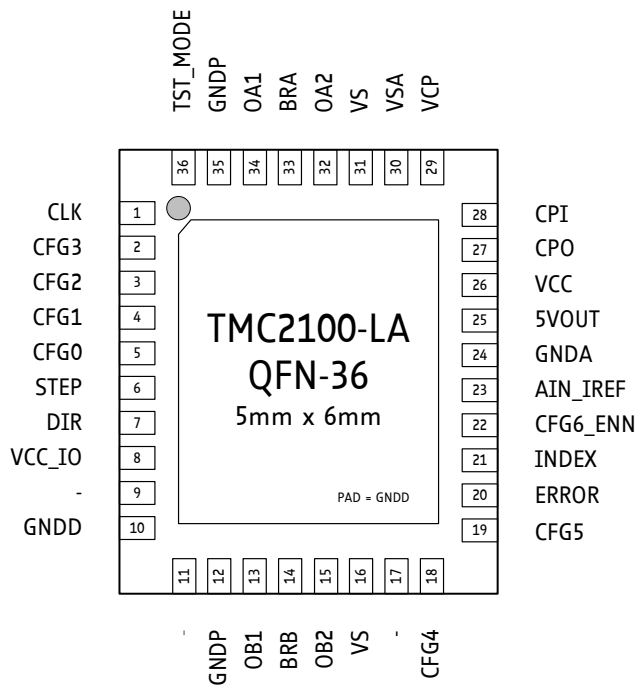 TST_MODE GNDP OA1 BRA OA2 VS VSA VCP
36 35 34 33 32 31 30 29
CLK 1 28 CPI
CFG3 2 27 CPO
CFG2 3 26 VCC
CFG1 4 25 5VOUT
CFG0 5 24 GNDA
STEP 6 23 AIN_IREF
DIR 7 22 CFG6_ENN
VCC_IO 8 21 INDEX
- 9 20 ERROR
GNDD 10 19 CFG5
TMC2100-LA
QFN-36
5mm x 6mm
PAD = GNDD
11 12 13 14 15 16 17 18
- GNDP OB1 BRB OB2 VS - CFG4